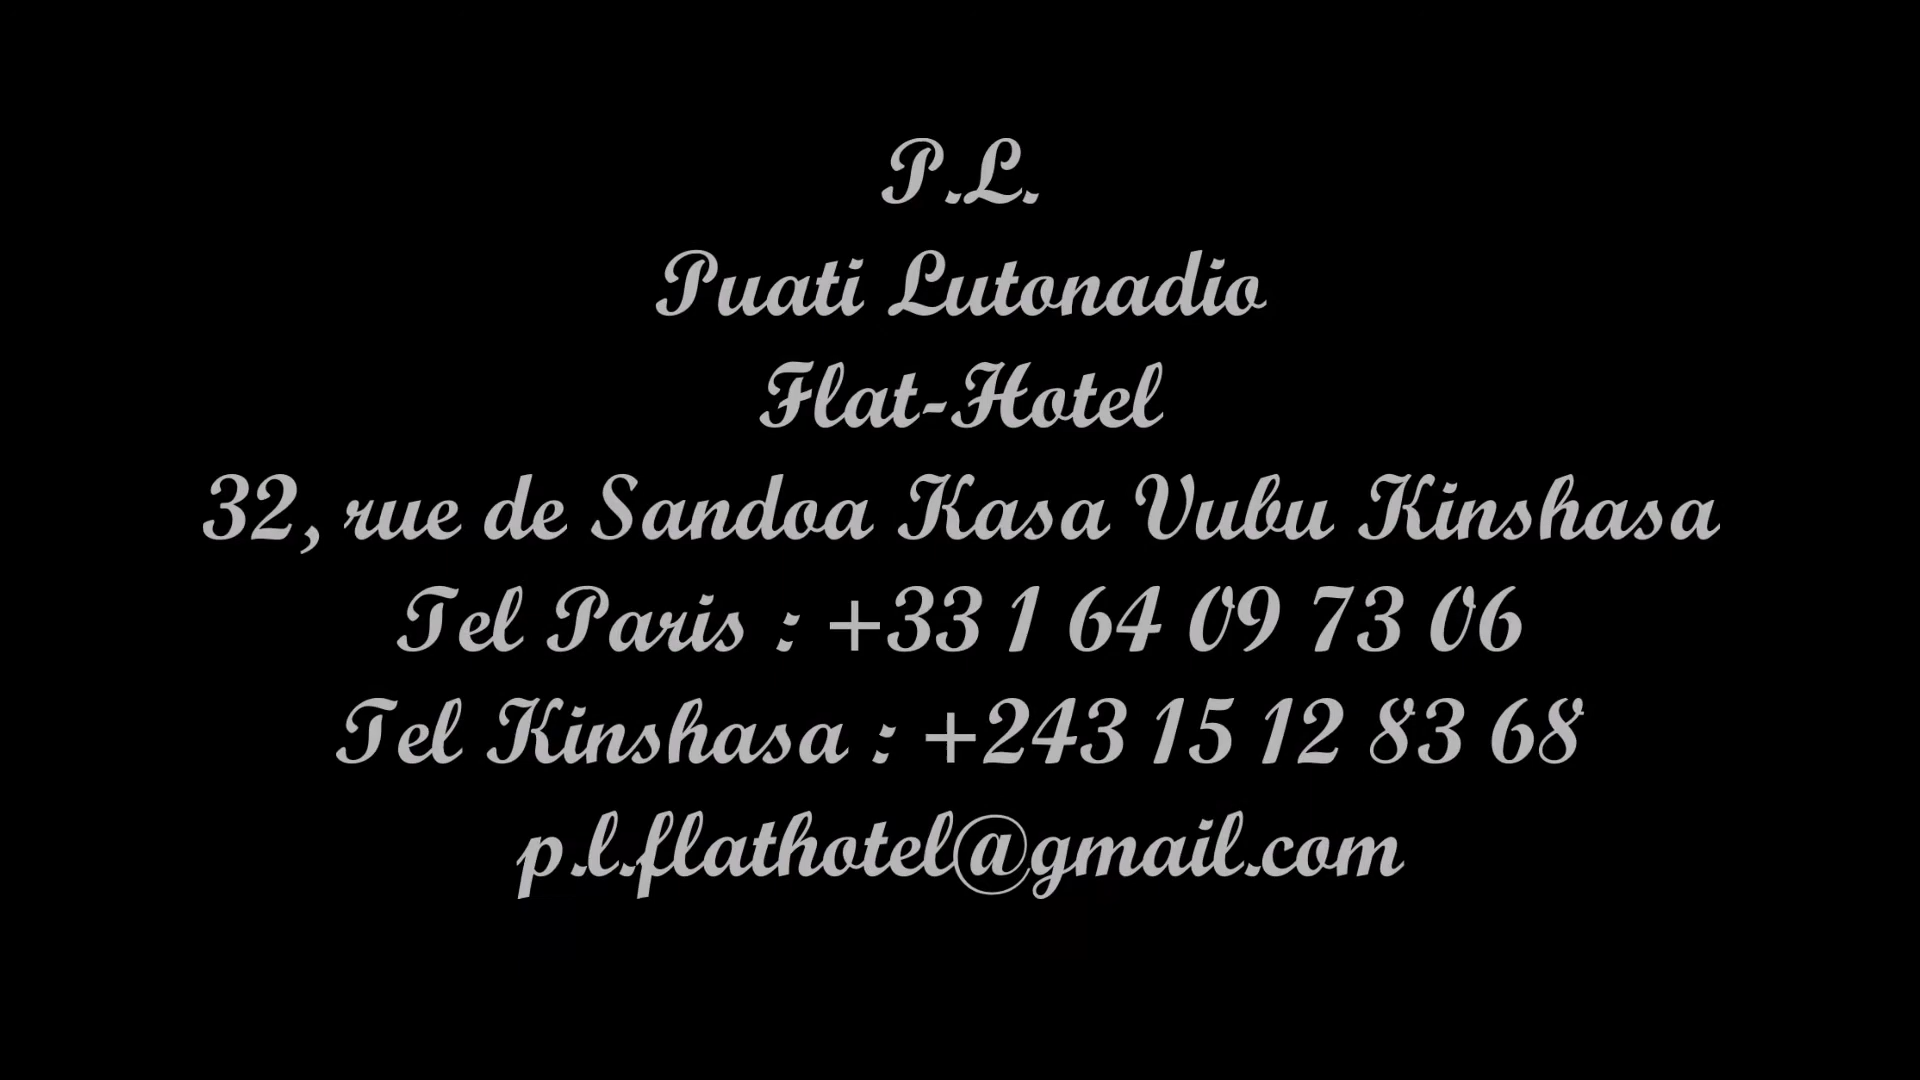 P.L.
Puati Lutonadio
Flat-Hotel
32, rue de Sandoa Kasa Vubu Kinshasa
Tel Paris : +33 1 64 09 73 06
Tel Kinshasa : +243 15 12 83 68
p.l.flathotel@gmail.com